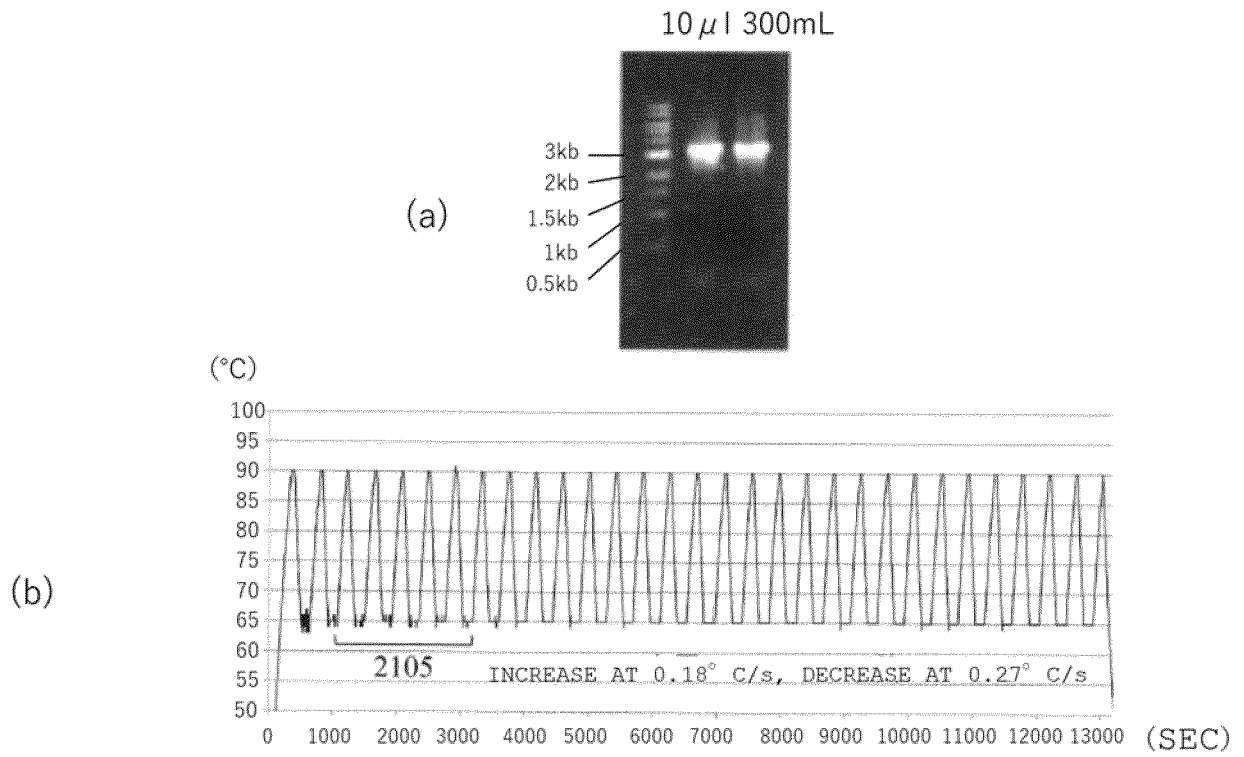 10μl 300mL
3kb
2kb
(a)
1.5kb
1kb
0.5kb
(℃)
100
95
90
85
80
75
(b)
70
65
60
2105
INCREASE AT 0.18° C/s, DECREASE AT 0.27° C/s
55
50
0 1000 2000 3000 4000 5000 6000 7000 8000 9000 10000 11000 12000 13000 (SEC)